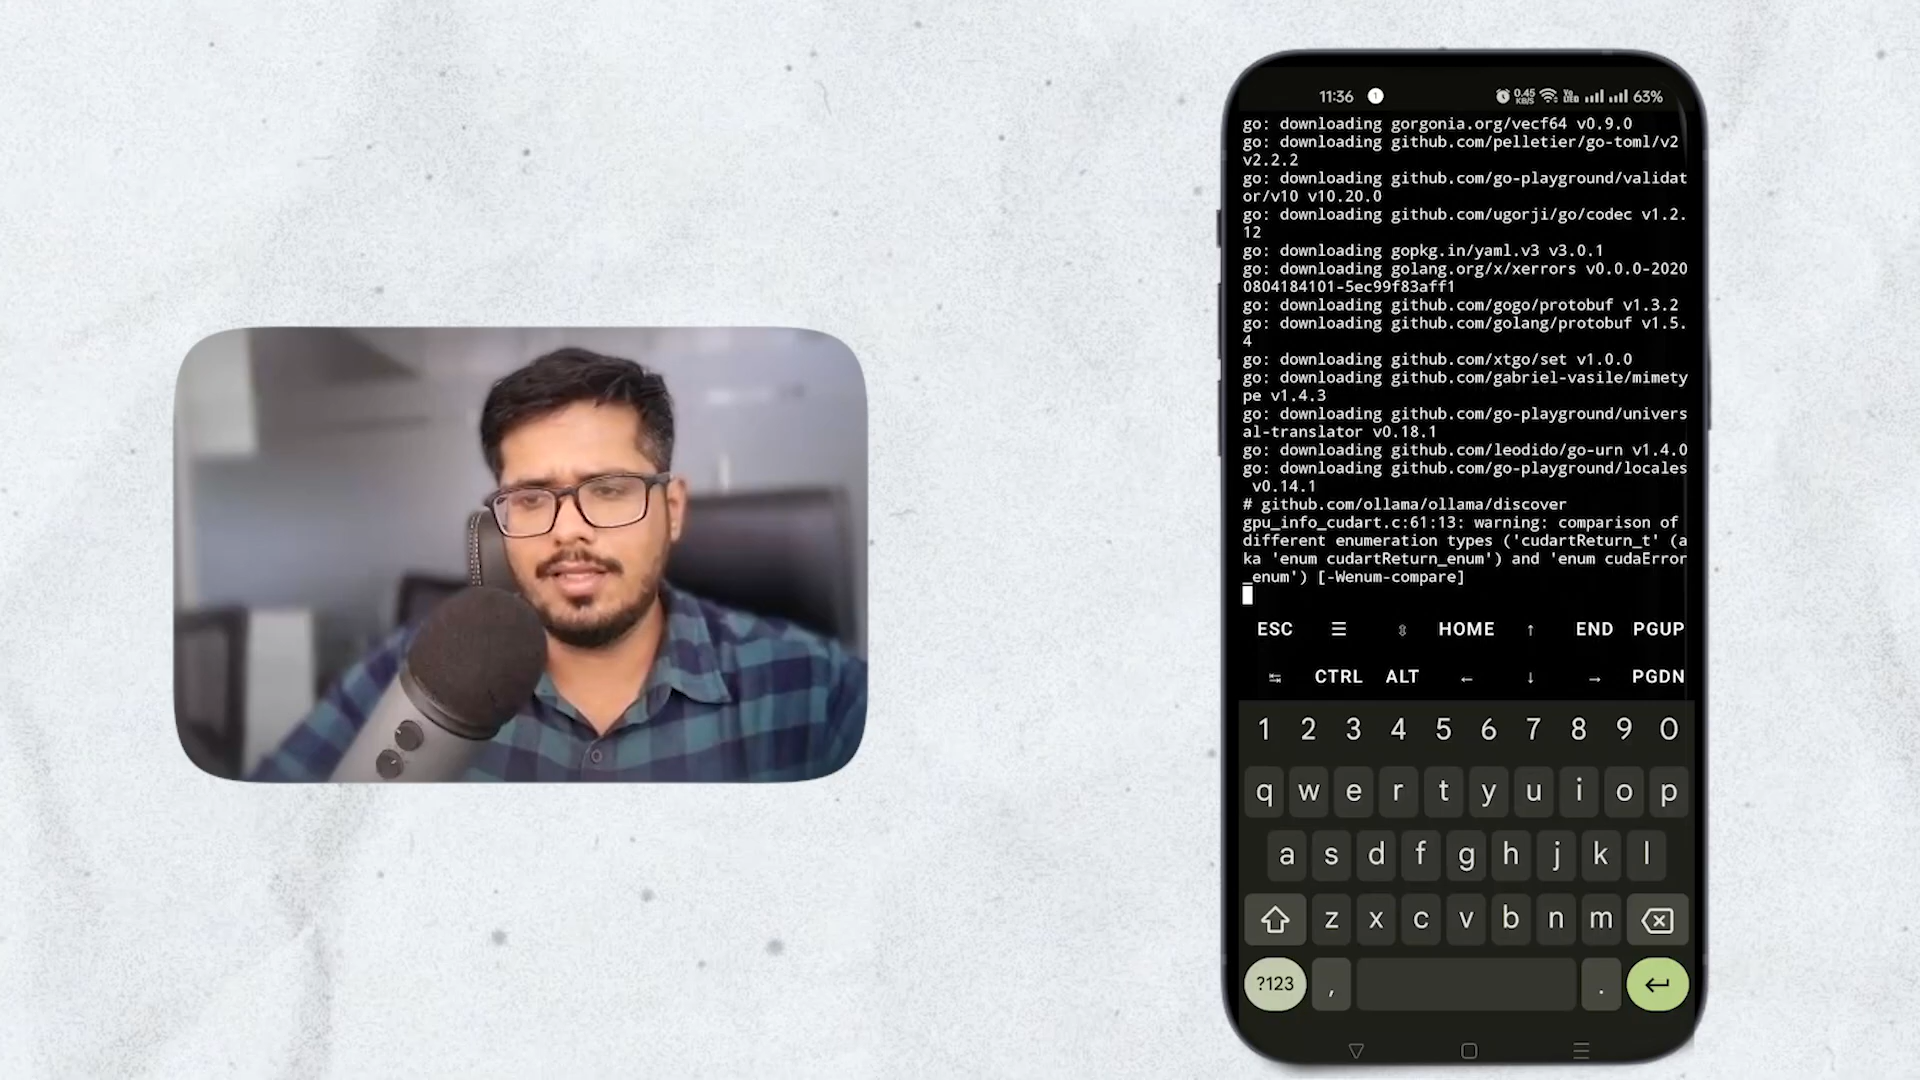 11:36 1 0.45 KB/S Vo LTE 63%
go: downloading gorgonia.org/vecf64 v0.9.0
go: downloading github.com/pelletier/go-toml/v2
v2.2.2
go: downloading github.com/go-playground/validat
or/v10 v10.20.0
go: downloading github.com/ugorji/go/codec v1.2.
12
go: downloading gopkg.in/yaml.v3 v3.0.1
go: downloading golang.org/x/xerrors v0.0.0-2020
0804184101-5ec99f83aff1
go: downloading github.com/gogo/protobuf v1.3.2
go: downloading github.com/golang/protobuf v1.5.
4
go: downloading github.com/xtgo/set v1.0.0
go: downloading github.com/gabriel-vasile/mimety
pe v1.4.3
go: downloading github.com/go-playground/univers
al-translator v0.18.1
go: downloading github.com/leodido/go-urn v1.4.0
go: downloading github.com/go-playground/locales
v0.14.1
# github.com/ollama/ollama/discover
gpu_info_cudart.c:61:13: warning: comparison of
different enumeration types ('cudartReturn_t' (a
ka 'enum cudartReturn_enum') and 'enum cudaError
_enum') [-Wenum-compare]
ESC ☰ ⇳ HOME ↑ END PGUP
↹ CTRL ALT ← ↓ → PGDN
1 2 3 4 5 6 7 8 9 0
q w e r t y u i o p
a s d f g h j k l
z x c v b n m
?123 , .